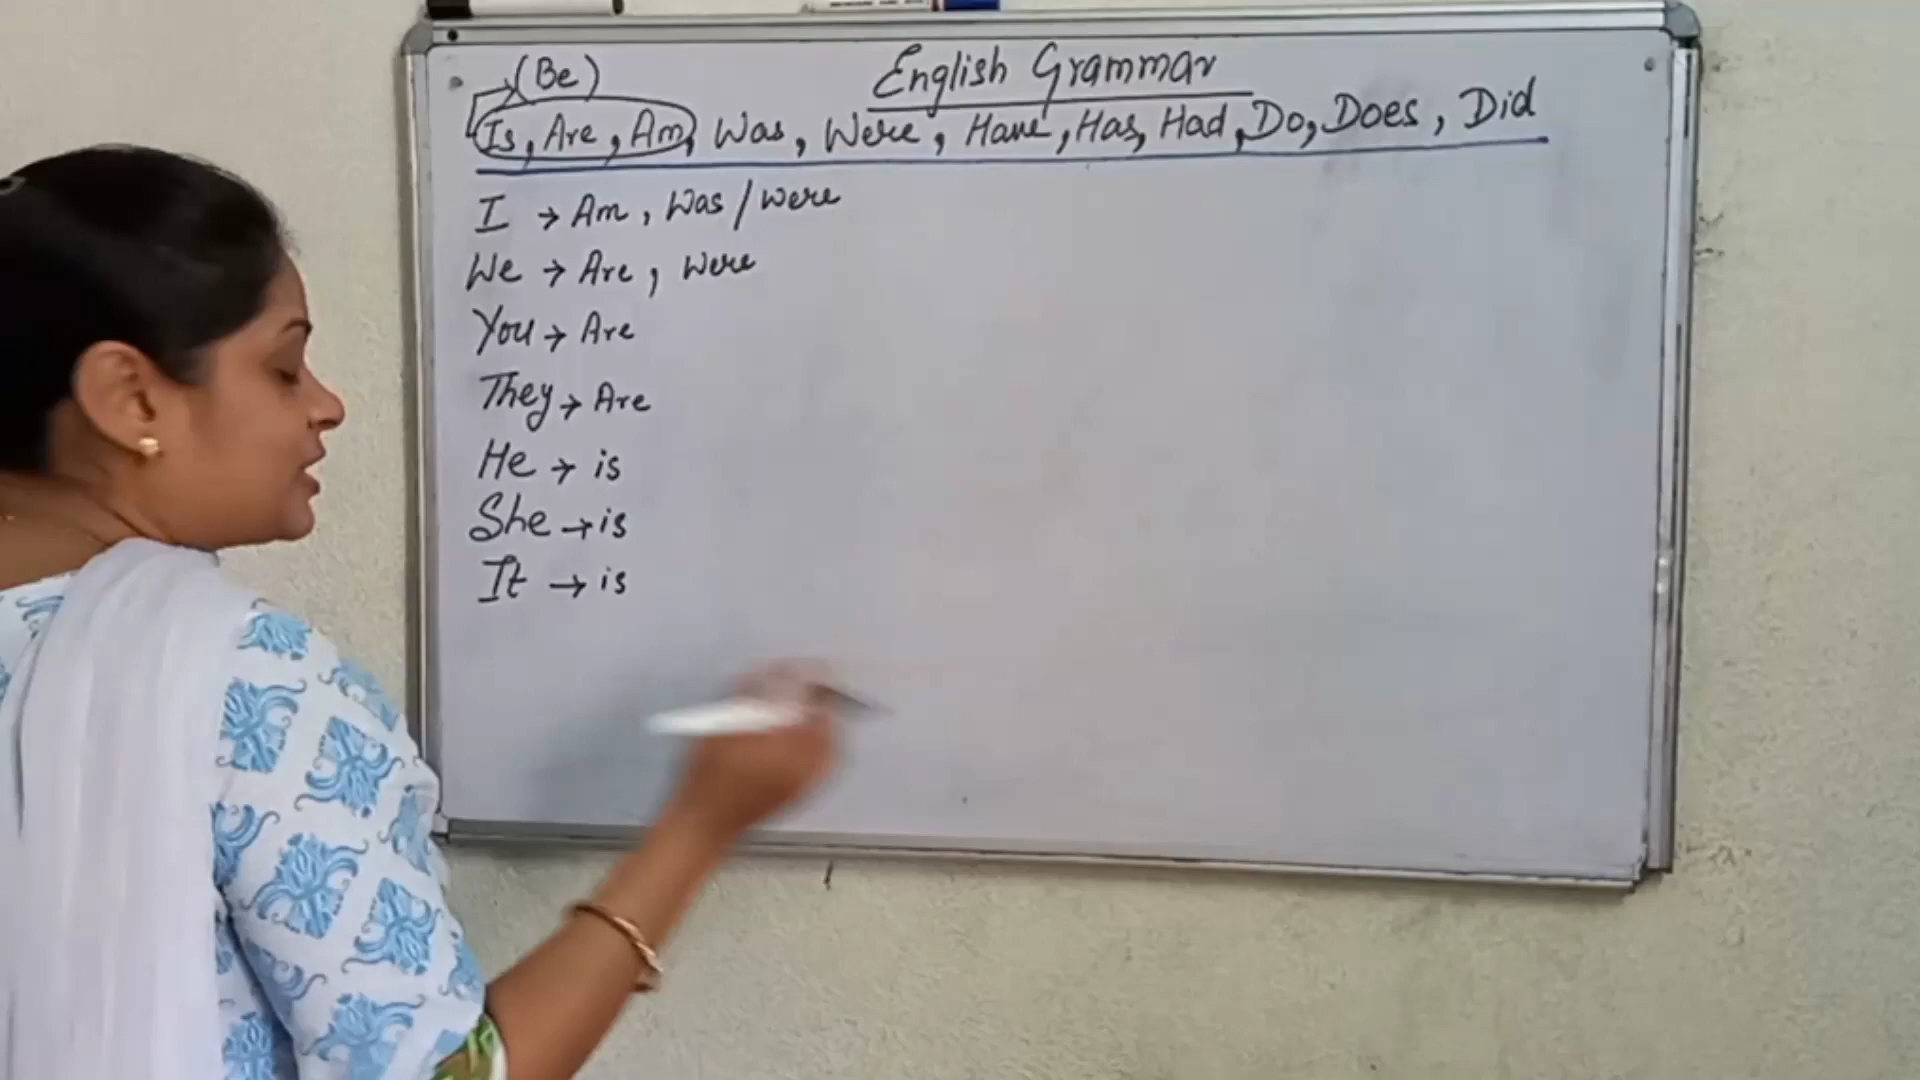 English Grammar
(Be)
Is, Are, Am, Was, Were, Have, Has, Had, Do, Does, Did
I → Am, Was/Were
We → Are, Were
You → Are
They → Are
He → is
She → is
It → is